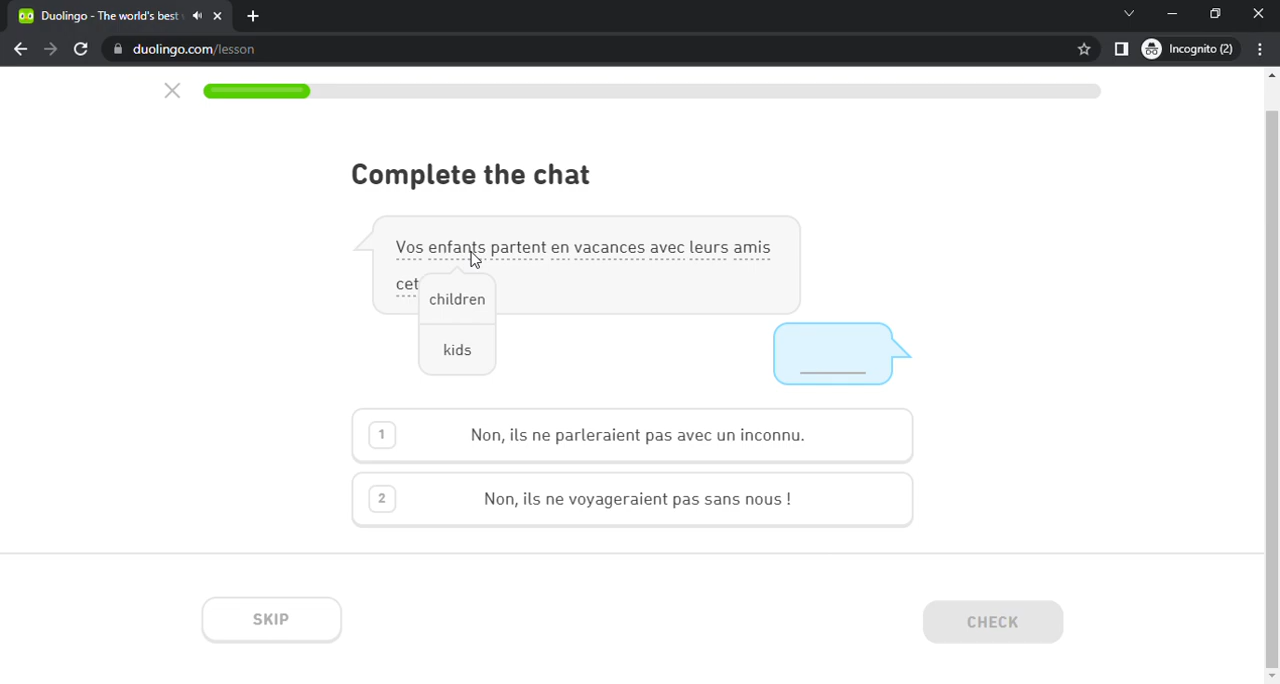 Duolingo - The world's best
duolingo.com/lesson
Incognito (2)
Complete the chat
Vos enfants partent en vacances avec leurs amis
cet
children
kids
1 Non, ils ne parleraient pas avec un inconnu.
2 Non, ils ne voyageraient pas sans nous !
SKIP
CHECK